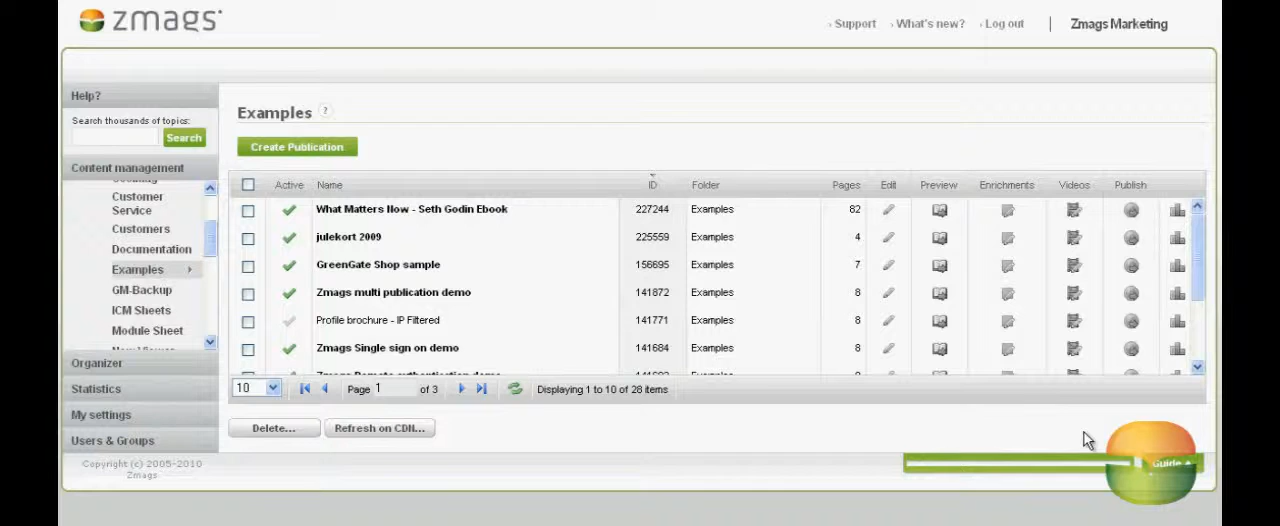 zmags
Support What's new? Log out | Zmags Marketing
Help?
Search thousands of topics:
Search
Content management
Customer
Service
Customers
Documentation
Examples
GM-Backup
ICM Sheets
Module Sheet
Organizer
Statistics
My settings
Users & Groups
Copyright (c) 2005-2010
Zmags
Examples ?
Create Publication
Active Name ID Folder Pages Edit Preview Enrichments Videos Publish
What Matters Now - Seth Godin Ebook 227244 Examples 82
julekort 2009 225559 Examples 4
GreenGate Shop sample 156695 Examples 7
Zmags multi publication demo 141872 Examples 8
Profile brochure - IP Filtered 141771 Examples 8
Zmags Single sign on demo 141684 Examples 8
10 Page 1 of 3 Displaying 1 to 10 of 28 items
Delete... Refresh on CDN...
Guide